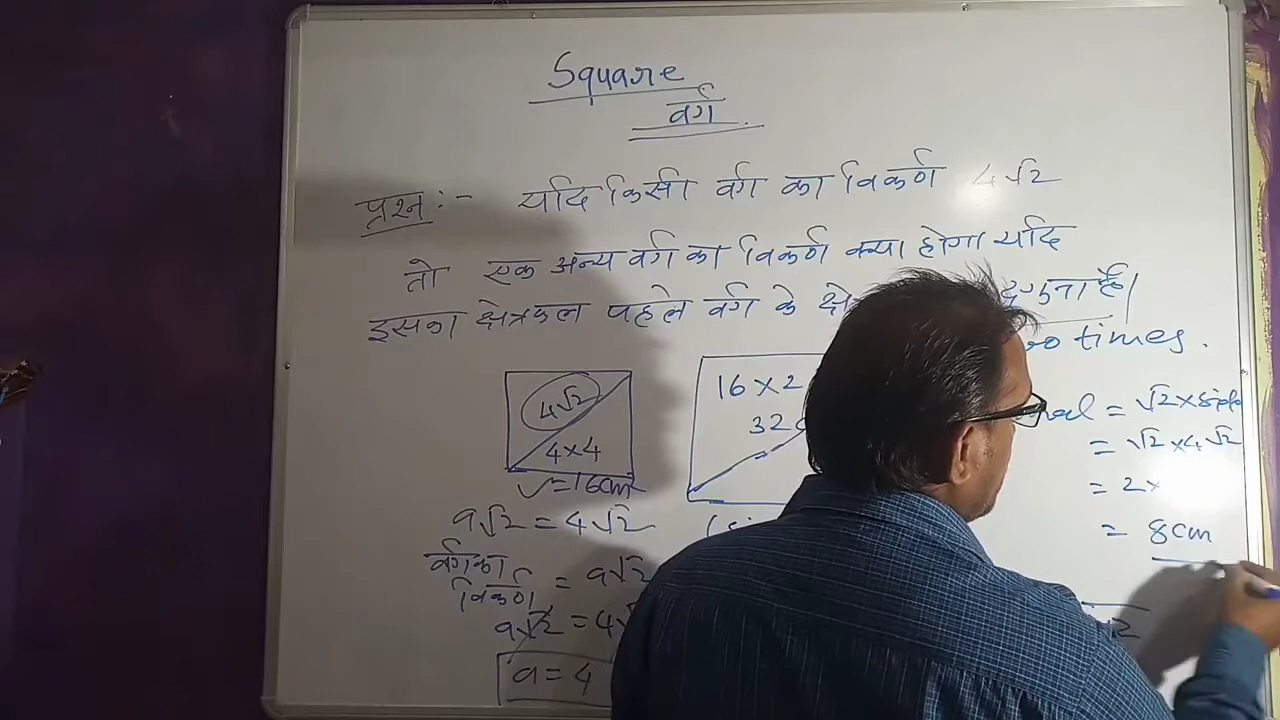 Square
वर्ग
प्रश्न:- यदि किसी वर्ग का विकर्ण 4√2
तो एक अन्य वर्ग का विकर्ण क्या होगा यदि
इसका क्षेत्रफल पहले वर्ग के दुगुना है।
times.
4√2
4×4
=16cm
a√2 = 4√2
वर्ग का
विकर्ण = a√2
a√2 = 4√
a = 4
16×2
32
= √2×side
= √2×4√2
= 2×
= 8cm